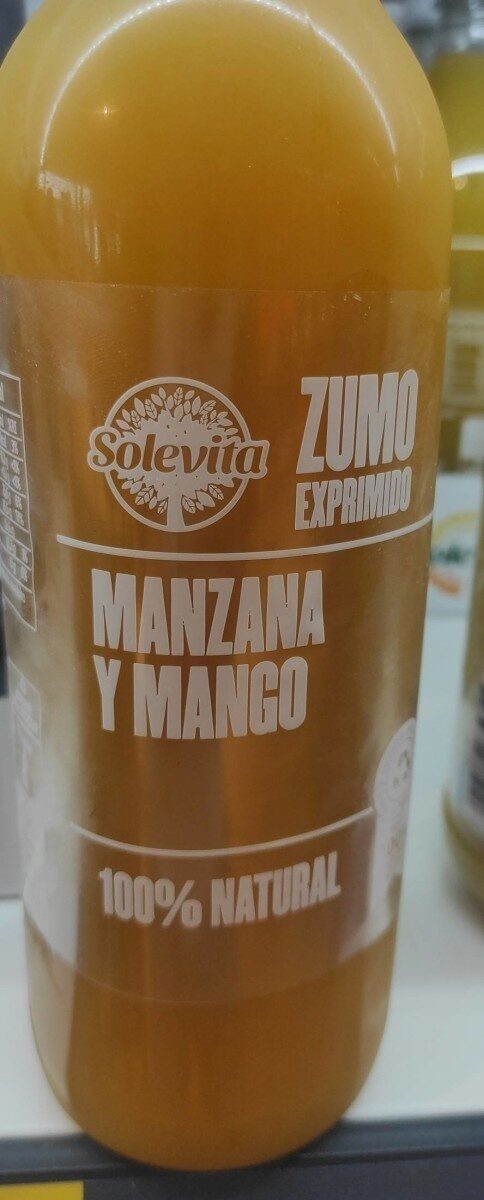 Solevita
ZUMO
EXPRIMIDO
MANZANA
Y MANGO
100% NATURAL